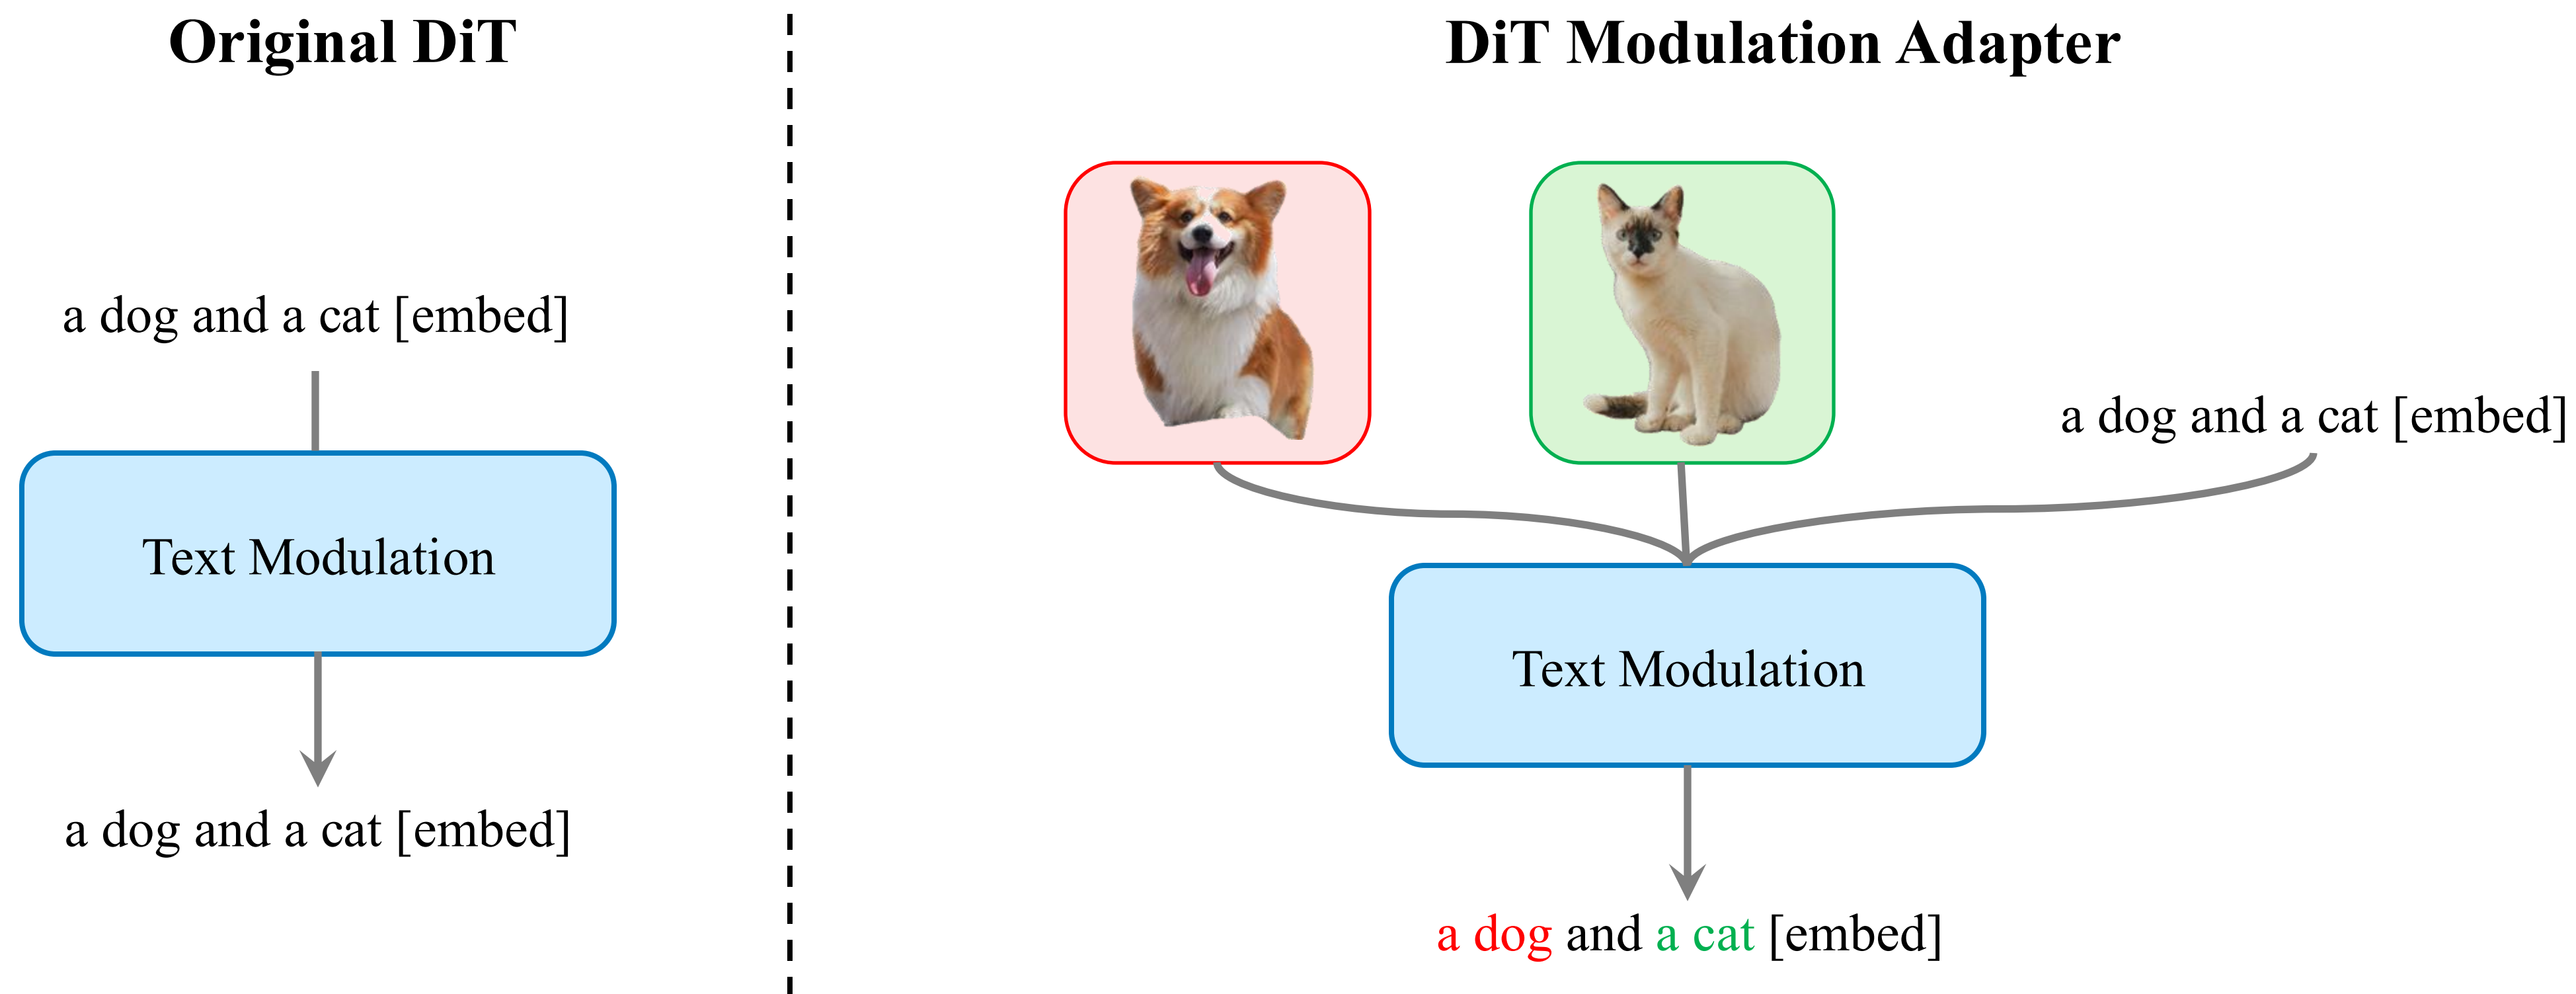 Original DiT
a dog and a cat [embed]
Text Modulation
a dog and a cat [embed]
DiT Modulation Adapter
a dog and a cat [embed]
Text Modulation
a dog and a cat [embed]